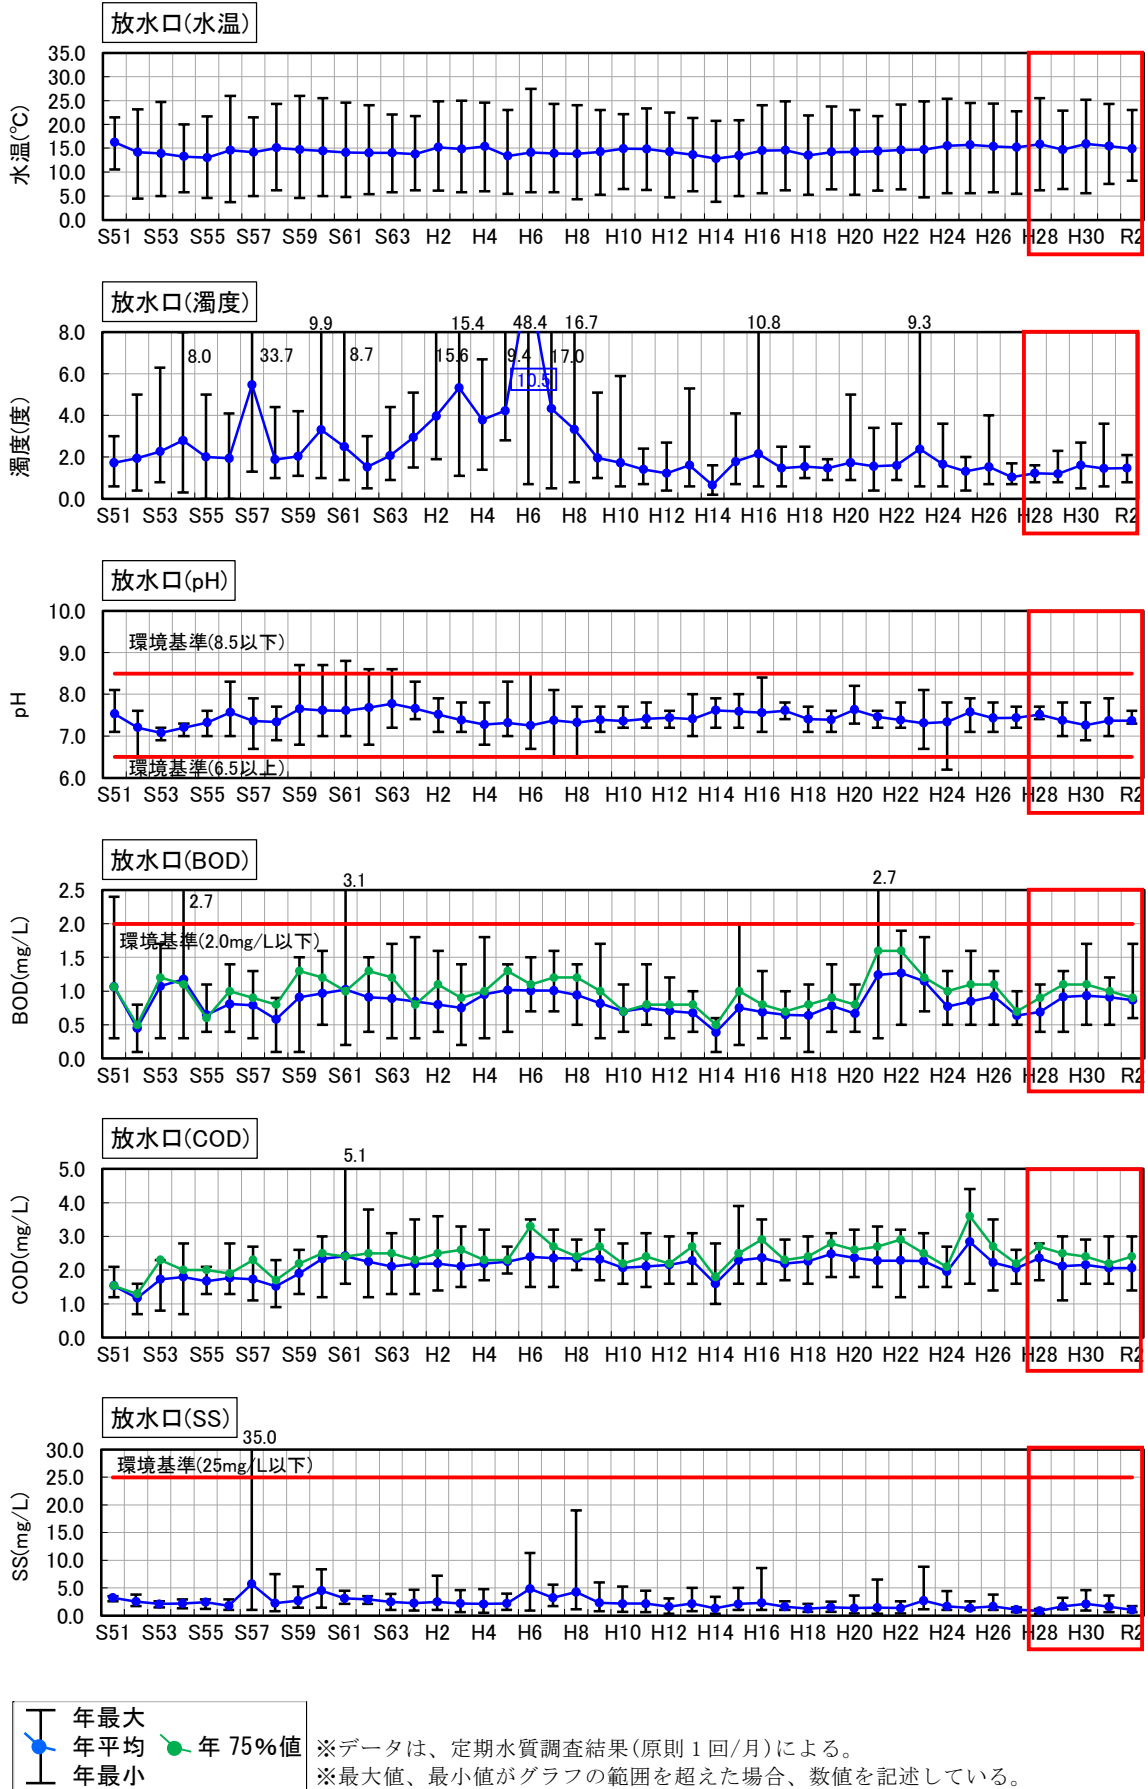 放水口(水温)
水温(℃)
35.0
30.0
25.0
20.0
15.0
10.0
5.0
0.0
S51 S53 S55 S57 S59 S61 S63 H2 H4 H6 H8 H10 H12 H14 H16 H18 H20 H22 H24 H26 H28 H30 R2
放水口(濁度)
濁度(度)
9.9 15.4 48.4 16.7 10.8 9.3
8.0 33.7 8.7 15.6 9.4 17.0
10.5
8.0
6.0
4.0
2.0
0.0
S51 S53 S55 S57 S59 S61 S63 H2 H4 H6 H8 H10 H12 H14 H16 H18 H20 H22 H24 H26 H28 H30 R2
放水口(pH)
pH
10.0
9.0
8.0
7.0
6.0
環境基準(8.5以下)
環境基準(6.5以上)
S51 S53 S55 S57 S59 S61 S63 H2 H4 H6 H8 H10 H12 H14 H16 H18 H20 H22 H24 H26 H28 H30 R2
放水口(BOD)
BOD(mg/L)
3.1 2.7
2.7
2.5
2.0
1.5
1.0
0.5
0.0
環境基準(2.0mg/L以下)
S51 S53 S55 S57 S59 S61 S63 H2 H4 H6 H8 H10 H12 H14 H16 H18 H20 H22 H24 H26 H28 H30 R2
放水口(COD)
COD(mg/L)
5.1
5.0
4.0
3.0
2.0
1.0
0.0
S51 S53 S55 S57 S59 S61 S63 H2 H4 H6 H8 H10 H12 H14 H16 H18 H20 H22 H24 H26 H28 H30 R2
放水口(SS)
SS(mg/L)
35.0
30.0
25.0
20.0
15.0
10.0
5.0
0.0
環境基準(25mg/L以下)
S51 S53 S55 S57 S59 S61 S63 H2 H4 H6 H8 H10 H12 H14 H16 H18 H20 H22 H24 H26 H28 H30 R2
年最大
年平均 年 75%値
年最小
※データは、定期水質調査結果(原則1回/月)による。
※最大値、最小値がグラフの範囲を超えた場合、数値を記述している。